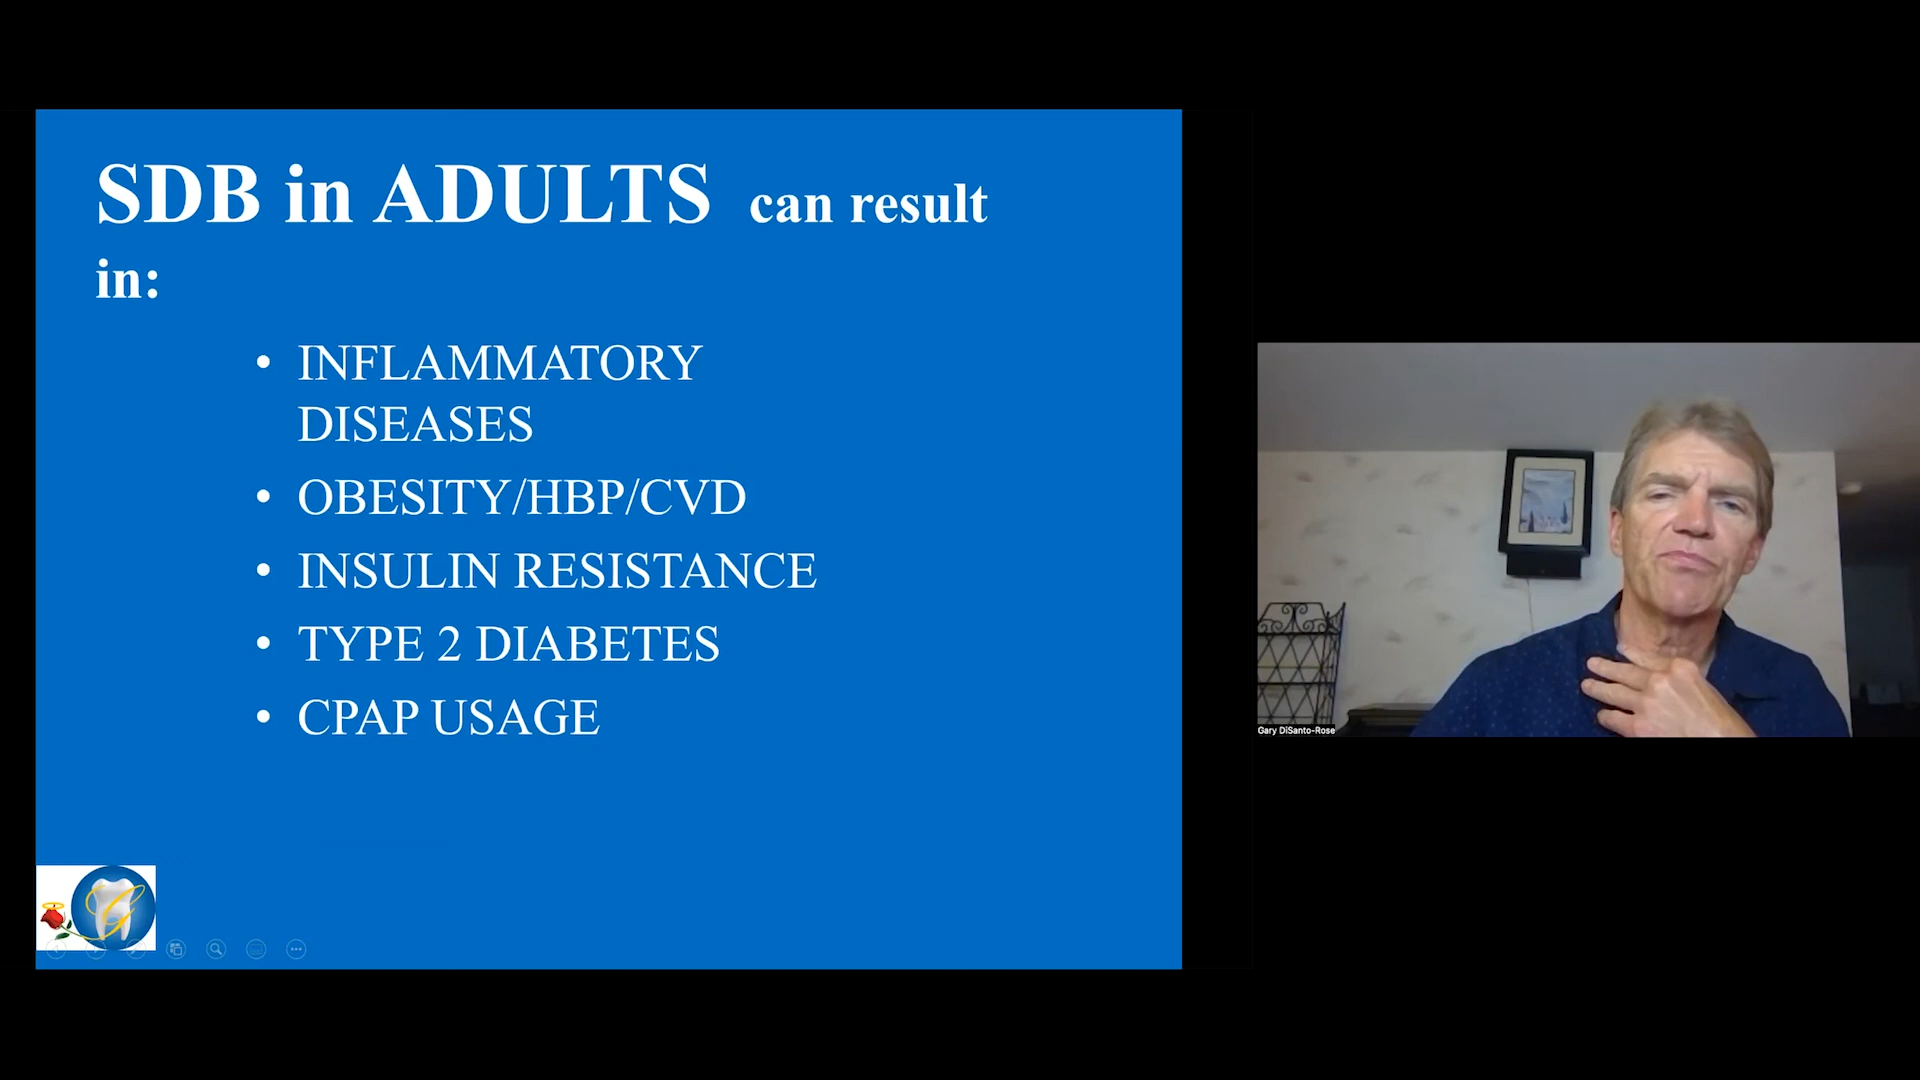 SDB in ADULTS can result
in:
• INFLAMMATORY
DISEASES
• OBESITY/HBP/CVD
• INSULIN RESISTANCE
• TYPE 2 DIABETES
• CPAP USAGE
G
Gary DiSanto-Rose